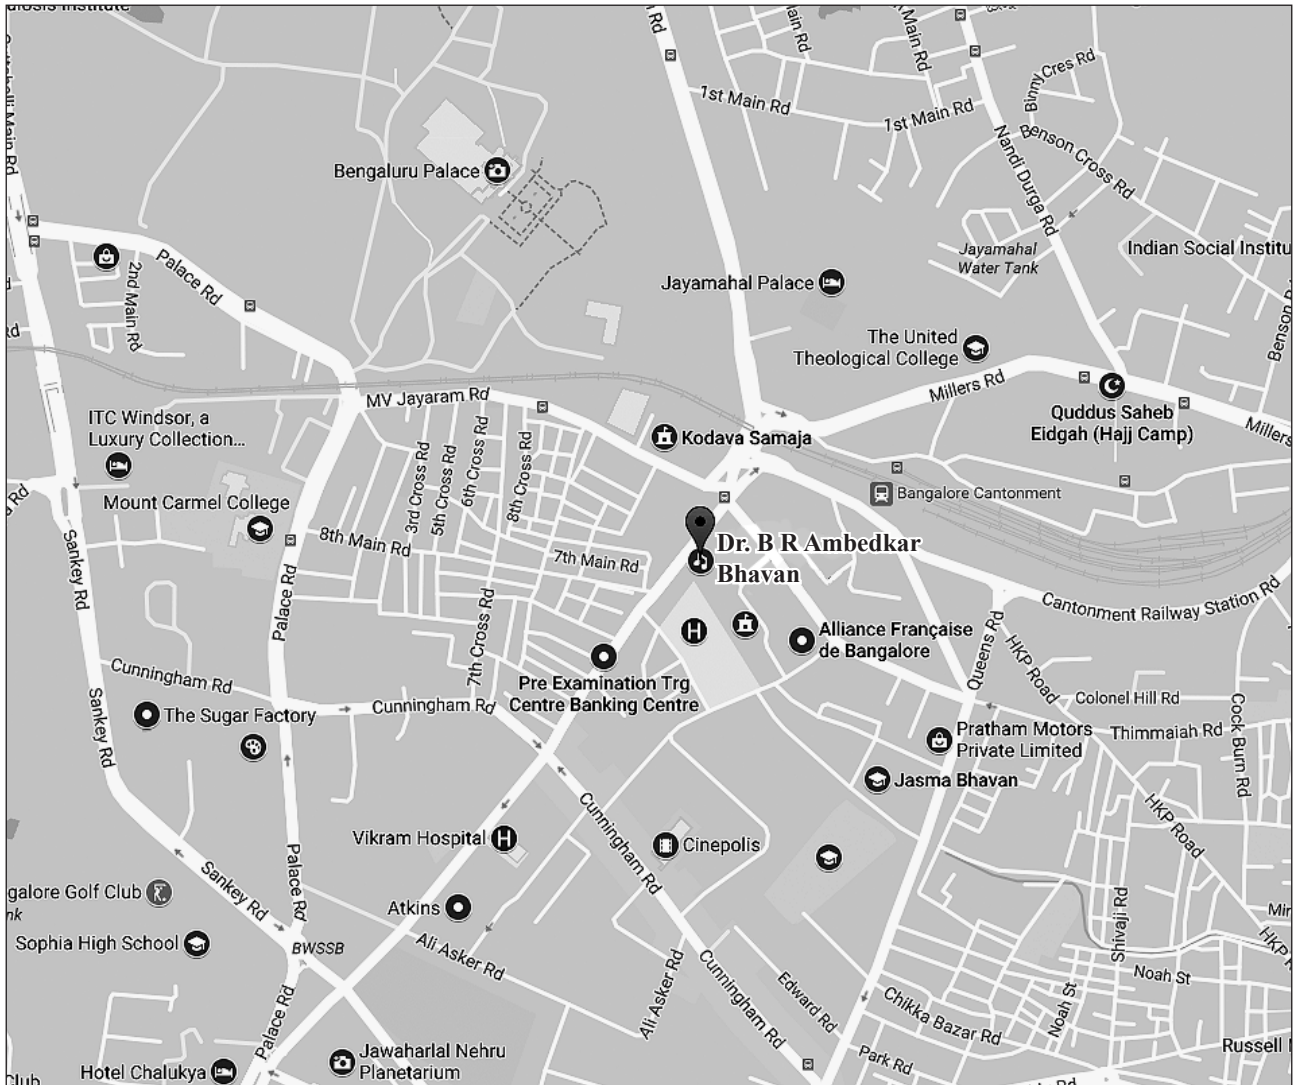 Rd
1st Main Rd
1st Main Rd
Binny Cres Rd
Benson Cross Rd
Nandi Durga Rd
Bengaluru Palace
Palace Rd
2nd Main Rd
Jayamahal
Water Tank
Indian Social Institu
Jayamahal Palace
The United
Theological College
Millers Rd
Quddus Saheb
Eidgah (Hajj Camp)
Millers
MV Jayaram Rd
ITC Windsor, a
Luxury Collection...
Kodava Samaja
3rd Cross Rd
5th Cross Rd
6th Cross Rd
8th Cross Rd
Mount Carmel College
Bangalore Cantonment
8th Main Rd
7th Main Rd
Dr. B R Ambedkar
Bhavan
Sankey Rd
Palace Rd
7th Cross Rd
Cantonment Railway Station Rd
Alliance Française
de Bangalore
Queens Rd
HKP Road
Cunningham Rd
Pre Examination Trg
Centre Banking Centre
Colonel Hill Rd
Cock Burn Rd
The Sugar Factory
Cunningham Rd
Sankey Rd
Pratham Motors
Private Limited
Thimmaiah Rd
Jasma Bhavan
HKP Road
Vikram Hospital
Cunningham Rd
Cinepolis
Palace Rd
Sankey Rd
galore Golf Club
nk
Atkins
Shivaji Rd
HKP R
Sophia High School
BWSSB
Ali Asker Rd
Ali Asker Rd
Cunningham Rd
Edward Rd
Noah St
Noah St
Chikka Bazar Rd
Palace Rd
Jawaharlal Nehru
Planetarium
Park Rd
Russell
Hotel Chalukya
Club